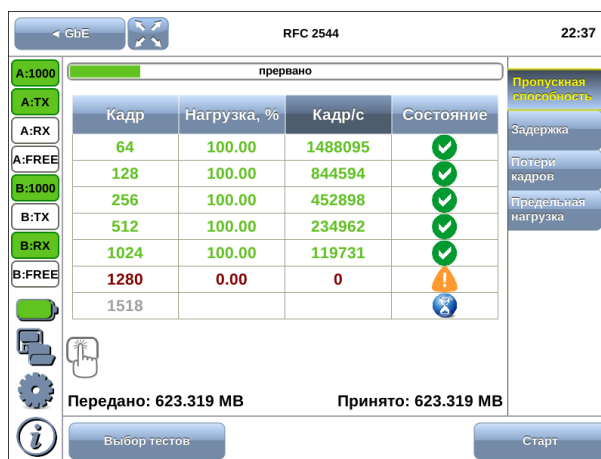 ◄ GbE
RFC 2544
22:37
A:1000
A:TX
A:RX
A:FREE
B:1000
B:TX
B:RX
B:FREE
прервано
Кадр Нагрузка, % Кадр/с Состояние
64 100.00 1488095
128 100.00 844594
256 100.00 452898
512 100.00 234962
1024 100.00 119731
1280 0.00 0
1518
Передано: 623.319 MB Принято: 623.319 MB
Пропускная
способность
Задержка
Потери
кадров
Предельная
нагрузка
Выбор тестов
Старт